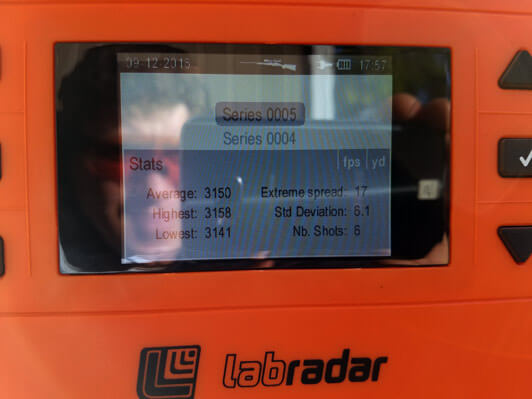 09-12-2015 17:57
Series 0005
Series 0004
Stats fps yd
Average: 3150 Extreme spread: 17
Highest: 3158 Std Deviation: 6.1
Lowest: 3141 Nb. Shots: 6
labradar